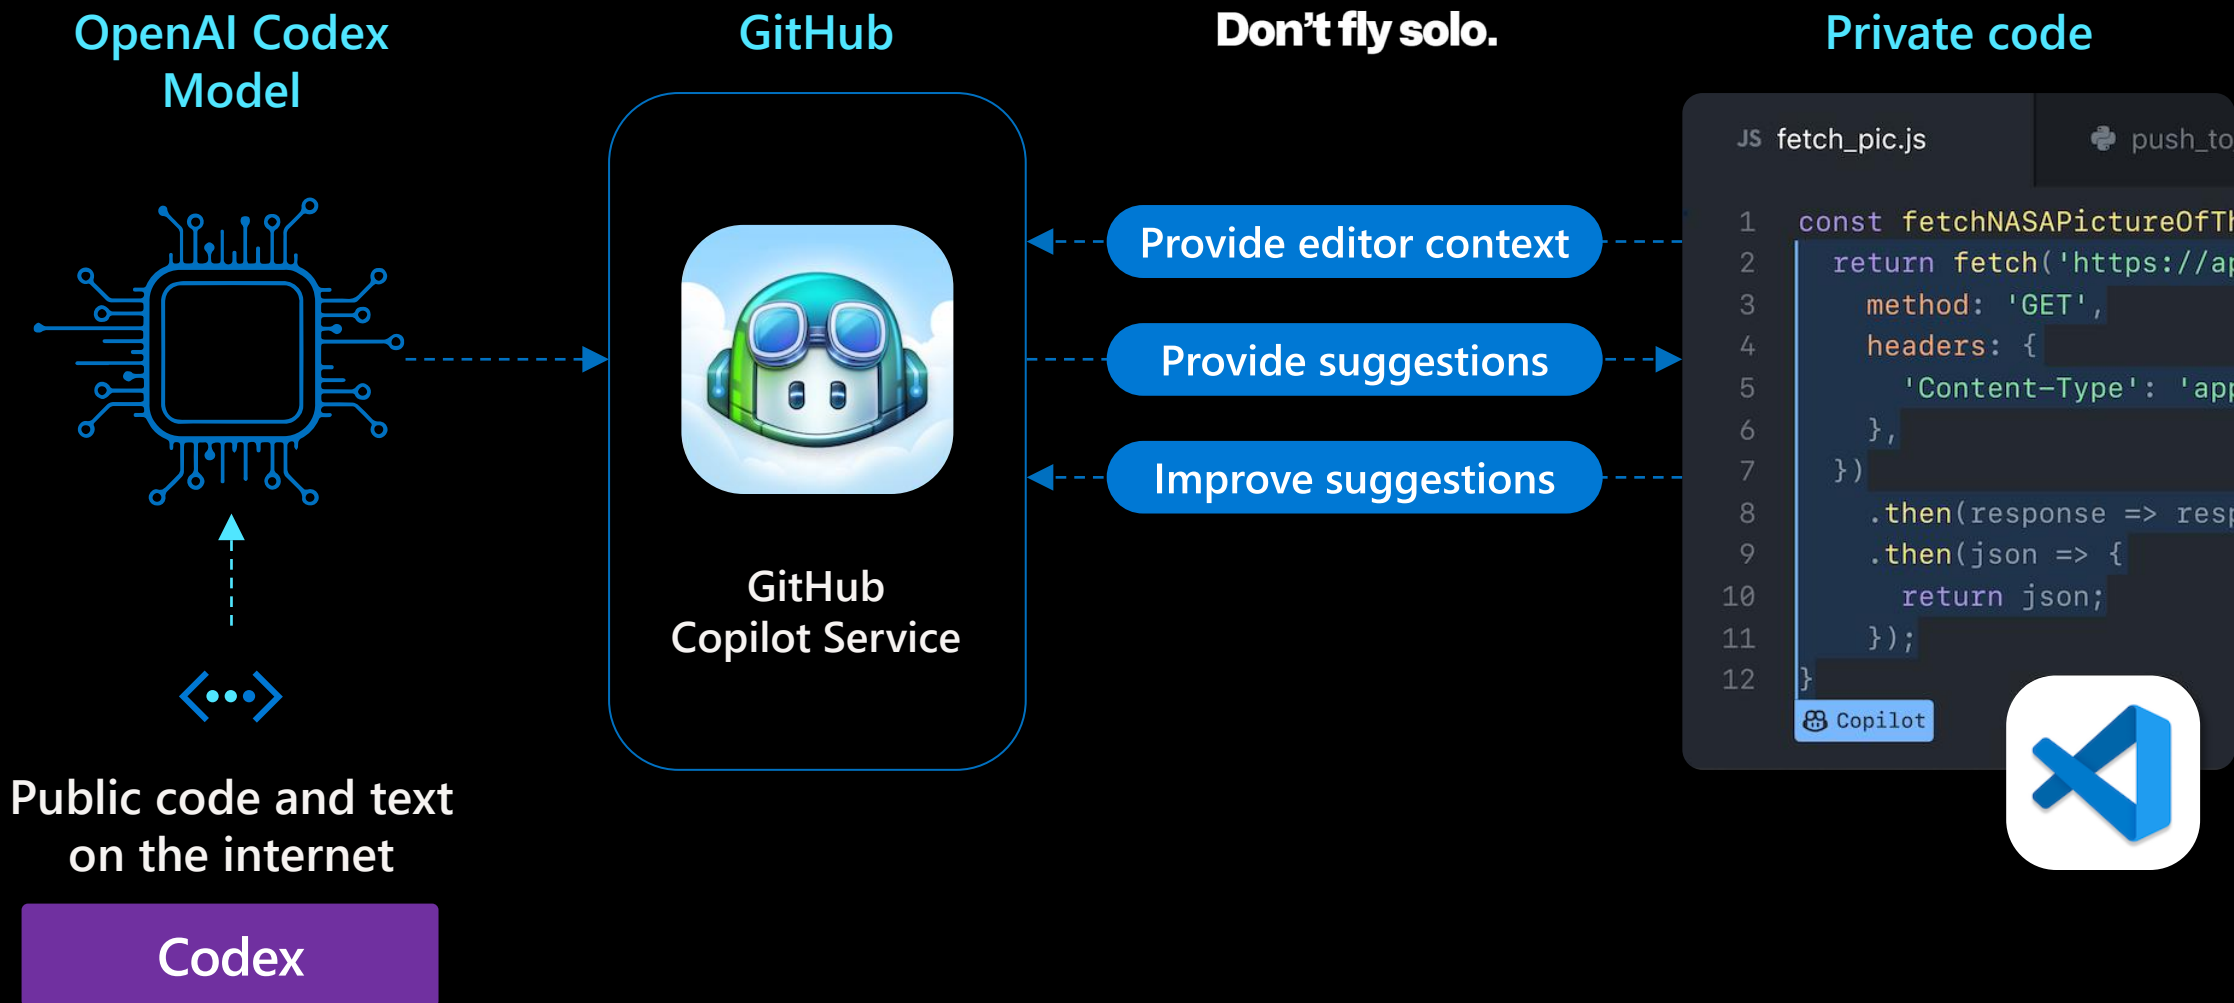 OpenAI Codex
Model
GitHub
Don't fly solo.
Private code
Public code and text
on the internet
Codex
GitHub
Copilot Service
Provide editor context
Provide suggestions
Improve suggestions
JS fetch_pic.js
push_to
1 const fetchNASAPictureOfTh
2 return fetch('https://ap
3 method: 'GET',
4 headers: {
5 'Content-Type': 'app
6 },
7 })
8 .then(response => resp
9 .then(json => {
10 return json;
11 });
12 }
Copilot